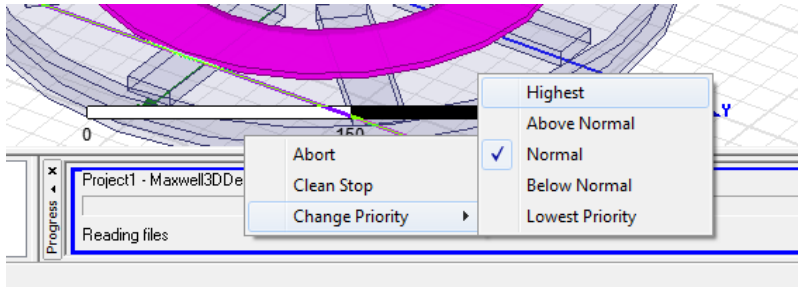 Highest
Y
Above Normal
0
150
Abort
Normal
Project1 - Maxwell3DDe
Clean Stop
Below Normal
Change Priority
Lowest Priority
Progress
Reading files